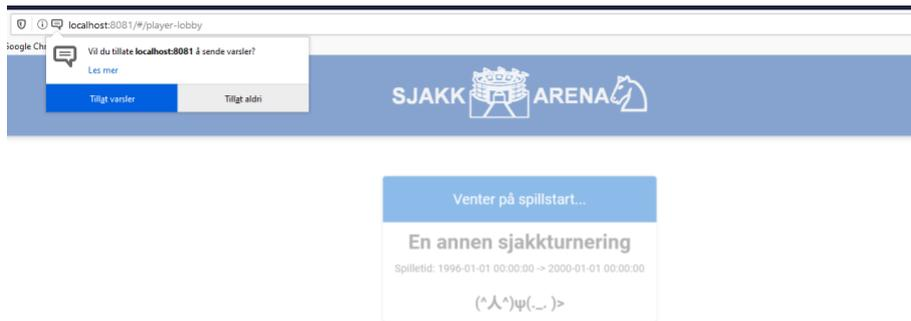 localhost:8081/#/player-lobby
Google Ch
Vil du tillate localhost:8081 å sende varsler?
Les mer
Tillat varsler
Tillat aldri
SJAKK ARENA
Venter på spillstart...
En annen sjakkturnering
Spilletid: 1996-01-01 00:00:00 -> 2000-01-01 00:00:00
(^人^)ψ(._. )>